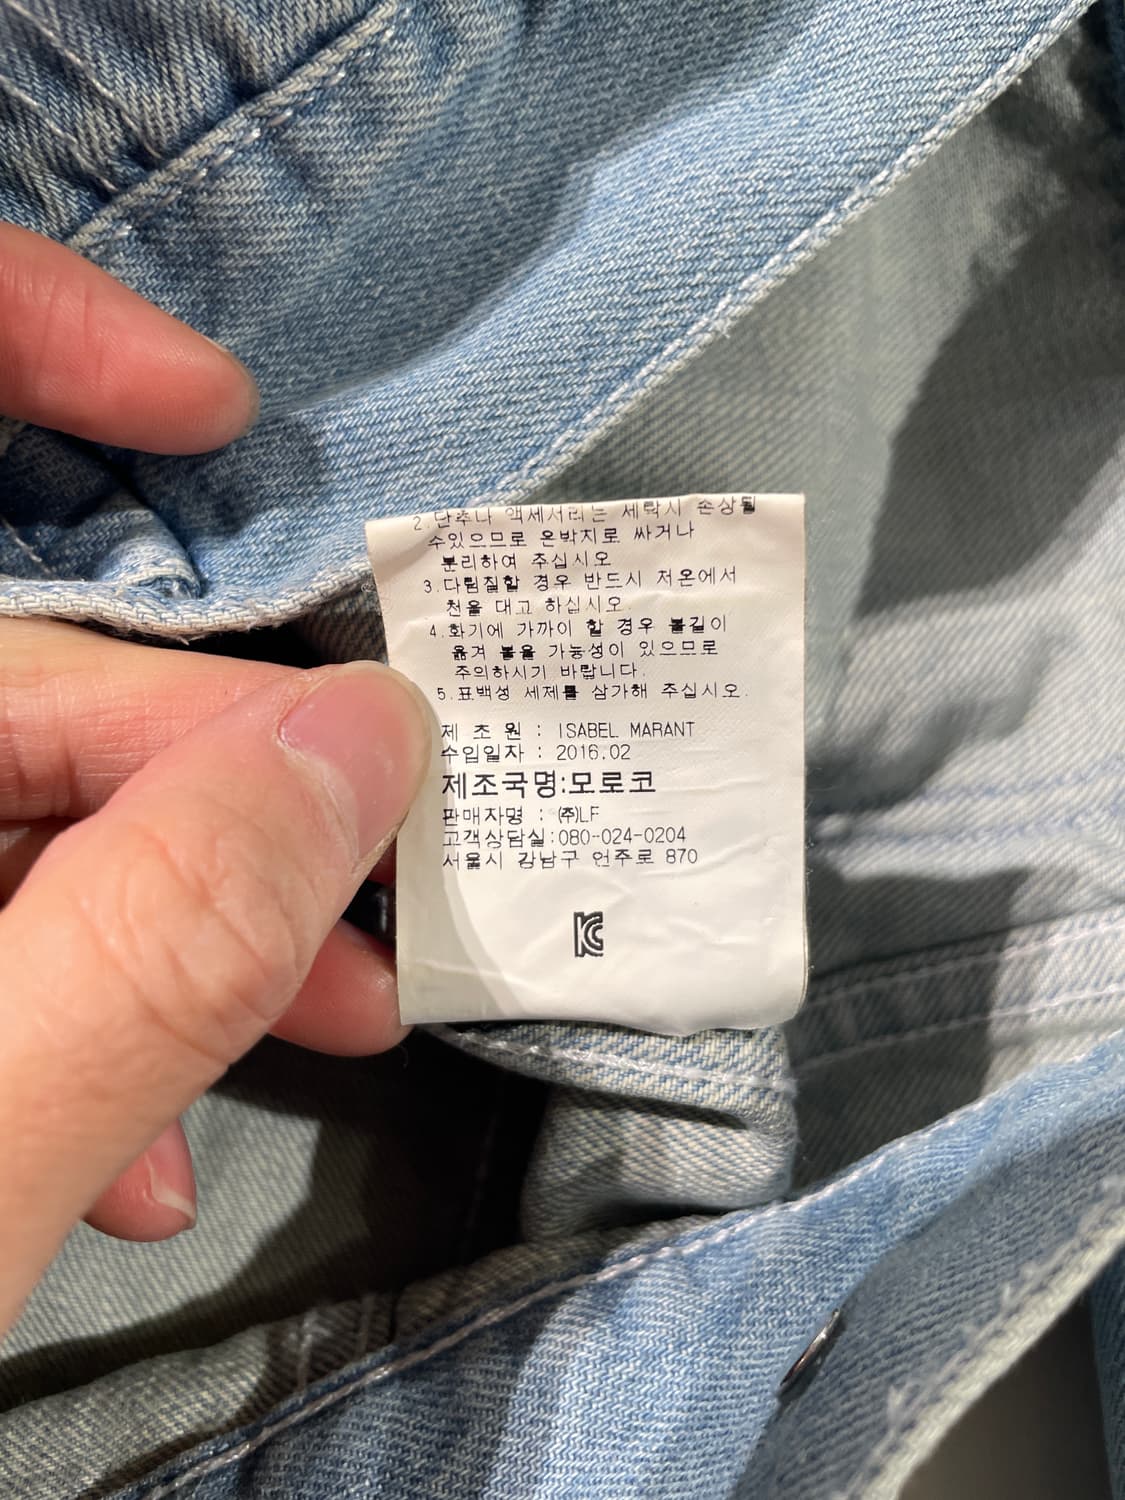 2.단추나 액세서리는 세탁시 손상될
수있으므로 은박지로 싸거나
분리하여 주십시오
3.다림질할 경우 반드시 저온에서
천을 대고 하십시오.
4.화기에 가까이 할 경우 불길이
옮겨 붙을 가능성이 있으므로
주의하시기 바랍니다.
5.표백성 세제를 삼가해 주십시오.
제 조 원 : ISABEL MARANT
수입일자 : 2016.02
제조국명:모로코
판매자명 : ㈜LF
고객상담실:080-024-0204
서울시 강남구 언주로 870
KC